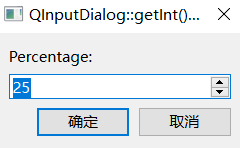 QInputDialog::getInt()...
Percentage:
25
确定 取消